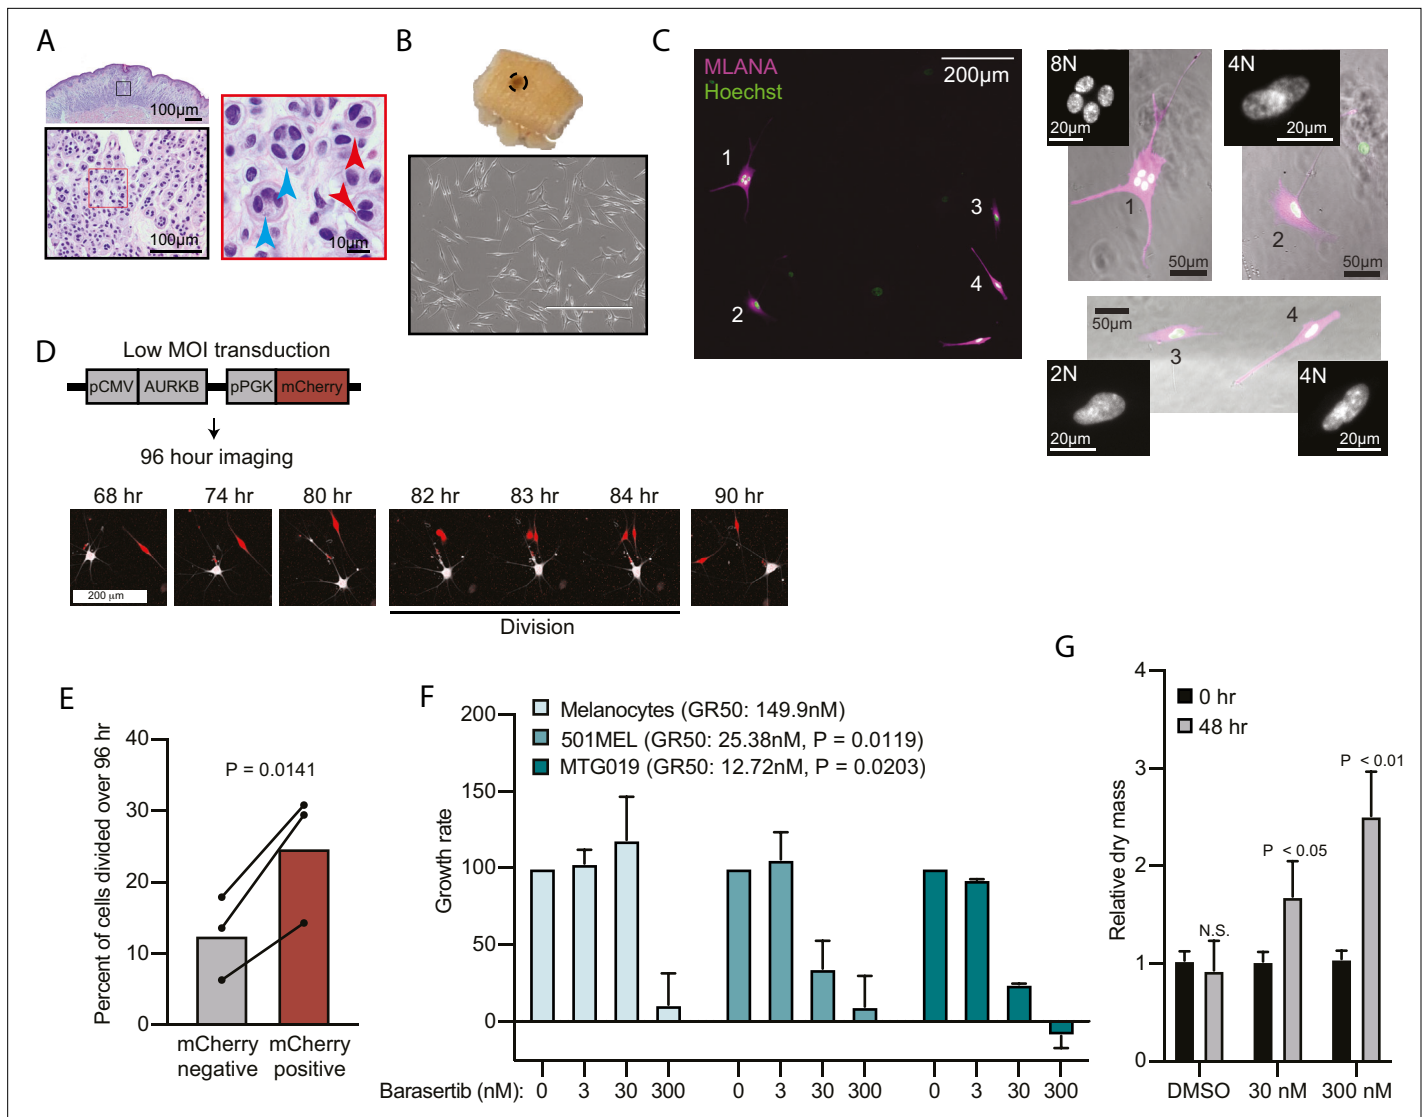 A
100µm
100µm
10µm
B
C
MLANA
Hoechst
200µm
1
2
3
4
8N
20µm
1
50µm
4N
20µm
2
50µm
50µm
3
4
2N
20µm
4N
20µm
D
Low MOI transduction
pCMV AURKB pPGK mCherry
96 hour imaging
68 hr 74 hr 80 hr 82 hr 83 hr 84 hr 90 hr
200 µm
Division
E
Percent of cells divided over 96 hr
40
30
20
10
0
P = 0.0141
mCherry negative
mCherry positive
F
Growth rate
200
150
100
50
0
Melanocytes (GR50: 149.9nM)
501MEL (GR50: 25.38nM, P = 0.0119)
MTG019 (GR50: 12.72nM, P = 0.0203)
Barasertib (nM): 0 3 30 300 0 3 30 300 0 3 30 300
G
Relative dry mass
4
3
2
1
0
0 hr
48 hr
N.S.
P < 0.05
P < 0.01
DMSO 30 nM 300 nM